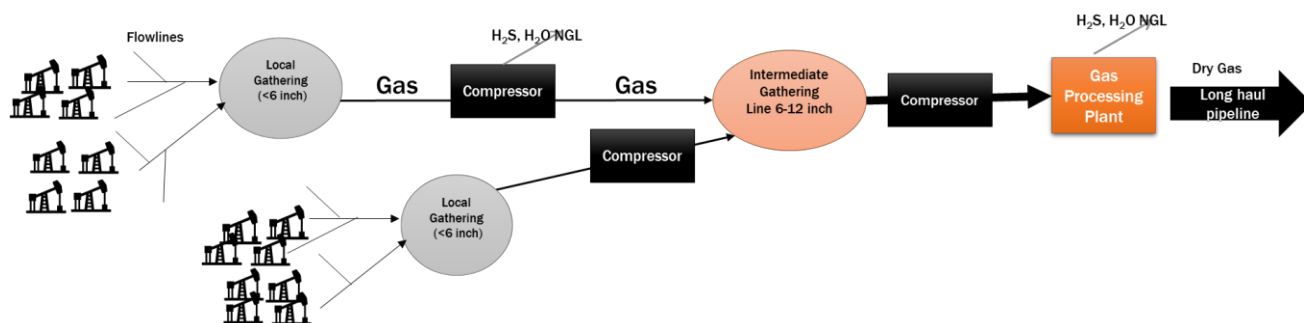 Flowlines
Local
Gathering
(<6 inch)
Gas
H₂S, H₂O NGL
Compressor
Gas
Intermediate
Gathering
Line 6-12 inch
Compressor
H₂S, H₂O NGL
Gas
Processing
Plant
Dry Gas
Long haul
pipeline
Compressor
Local
Gathering
(<6 inch)